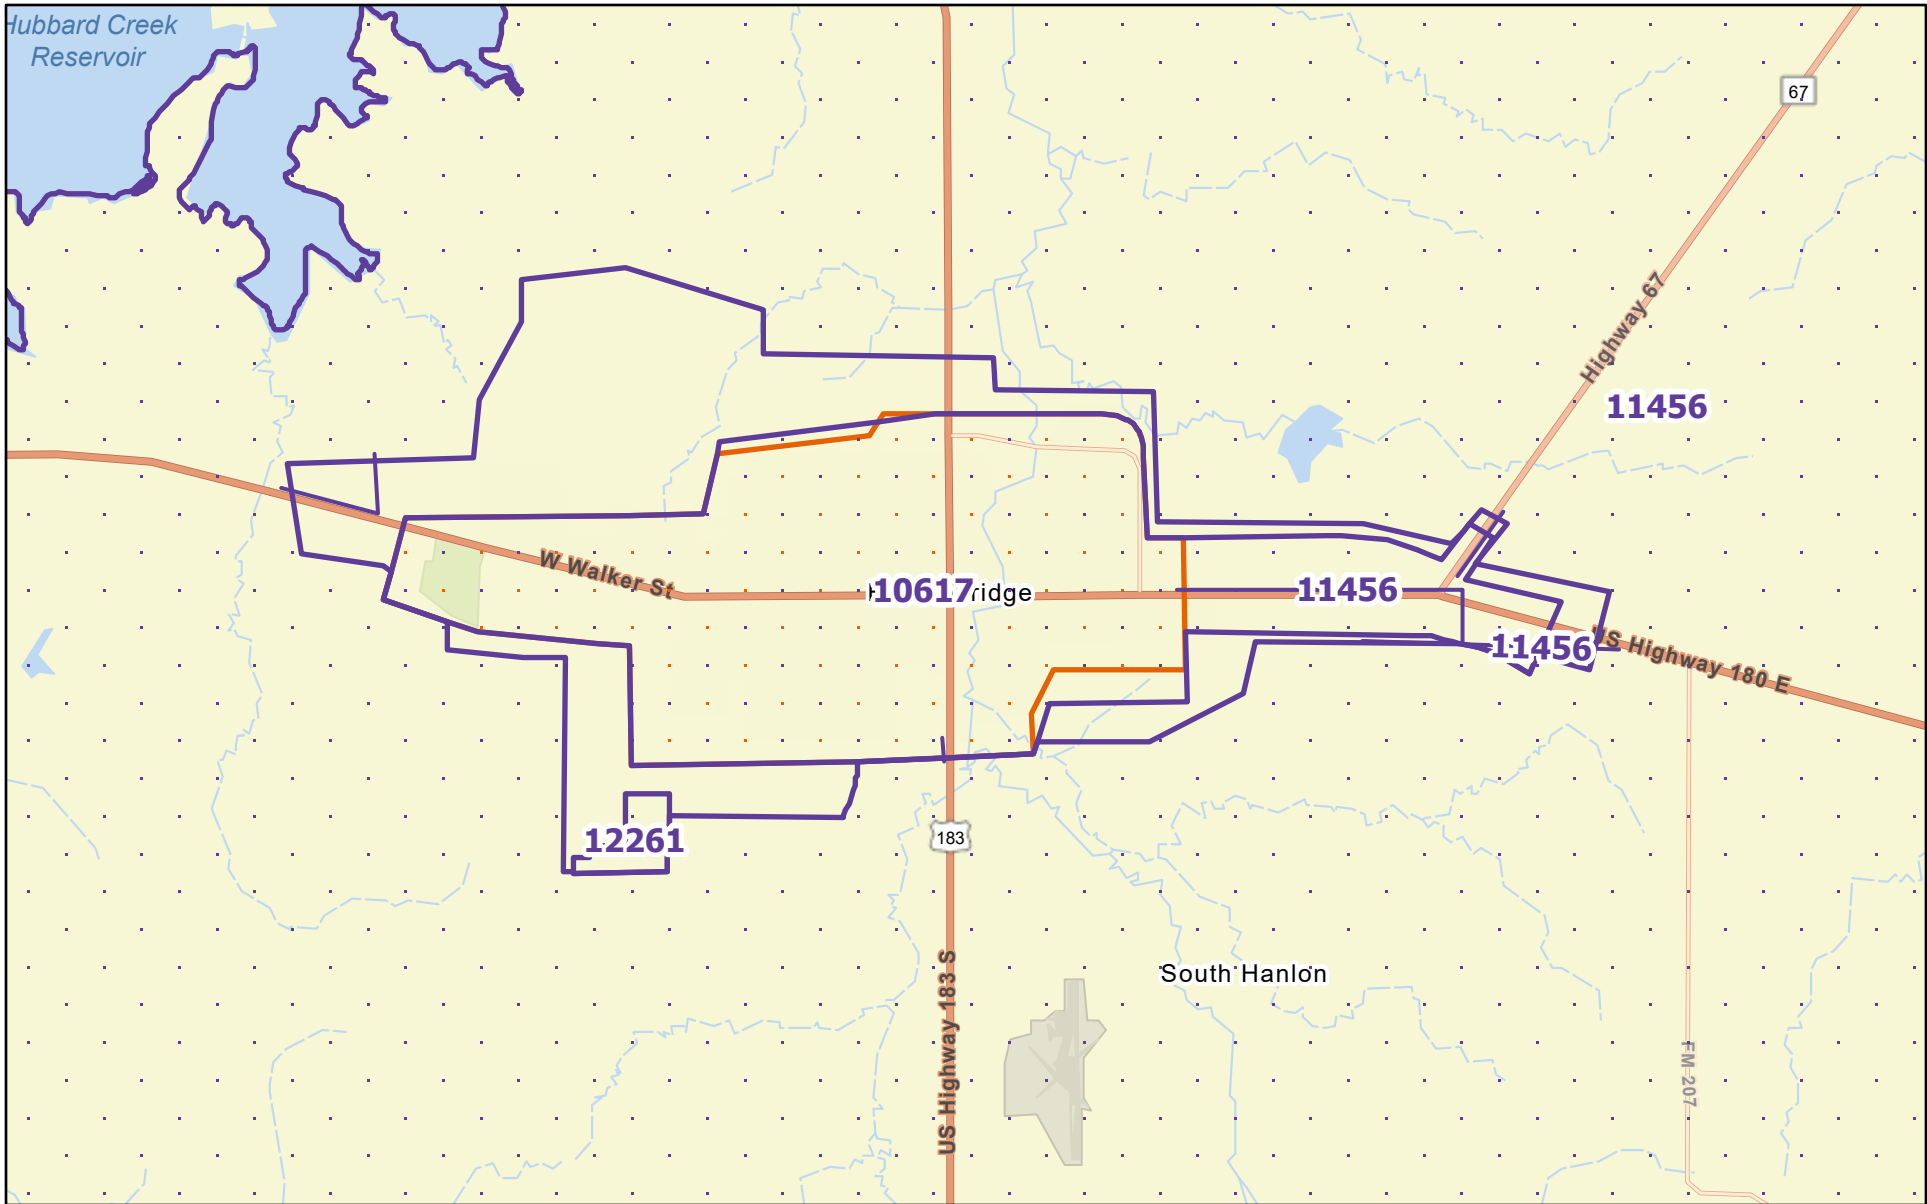 Hubbard Creek
Reservoir
67
Highway 67
11456
W Walker St
10617
ridge
11456
11456
US Highway 180 E
12261
183
South Hanlon
US Highway 183 S
FM 207